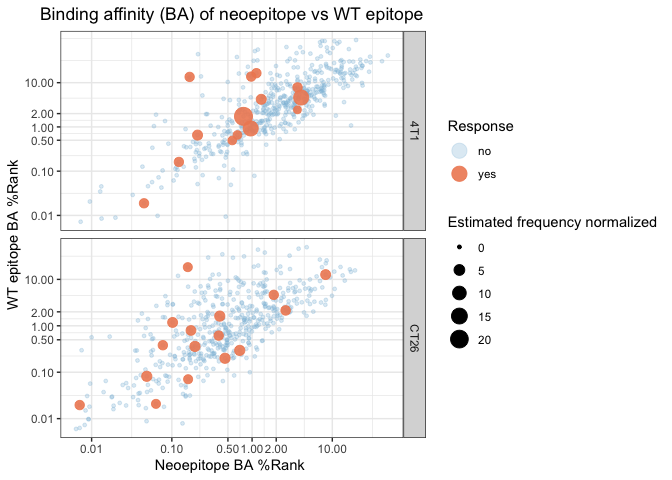 Binding affinity (BA) of neoepitope vs WT epitope
WT epitope BA %Rank
10.00
2.00
1.00
0.50
0.10
0.01
4T1
10.00
2.00
1.00
0.50
0.10
0.01
CT26
0.01 0.10 0.50 1.00 2.00 10.00
Neoepitope BA %Rank
Response
no
yes
Estimated frequency normalized
0
5
10
15
20